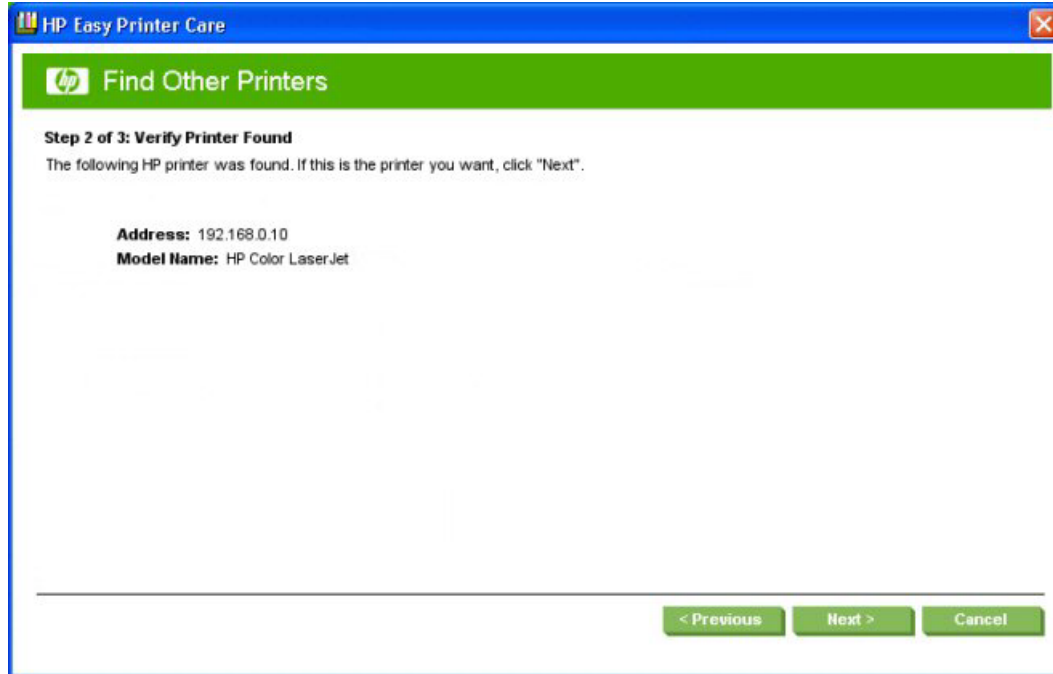 HP Easy Printer Care
hp Find Other Printers
Step 2 of 3: Verify Printer Found
The following HP printer was found. If this is the printer you want, click "Next".
Address: 192.168.0.10
Model Name: HP Color LaserJet
< Previous Next > Cancel